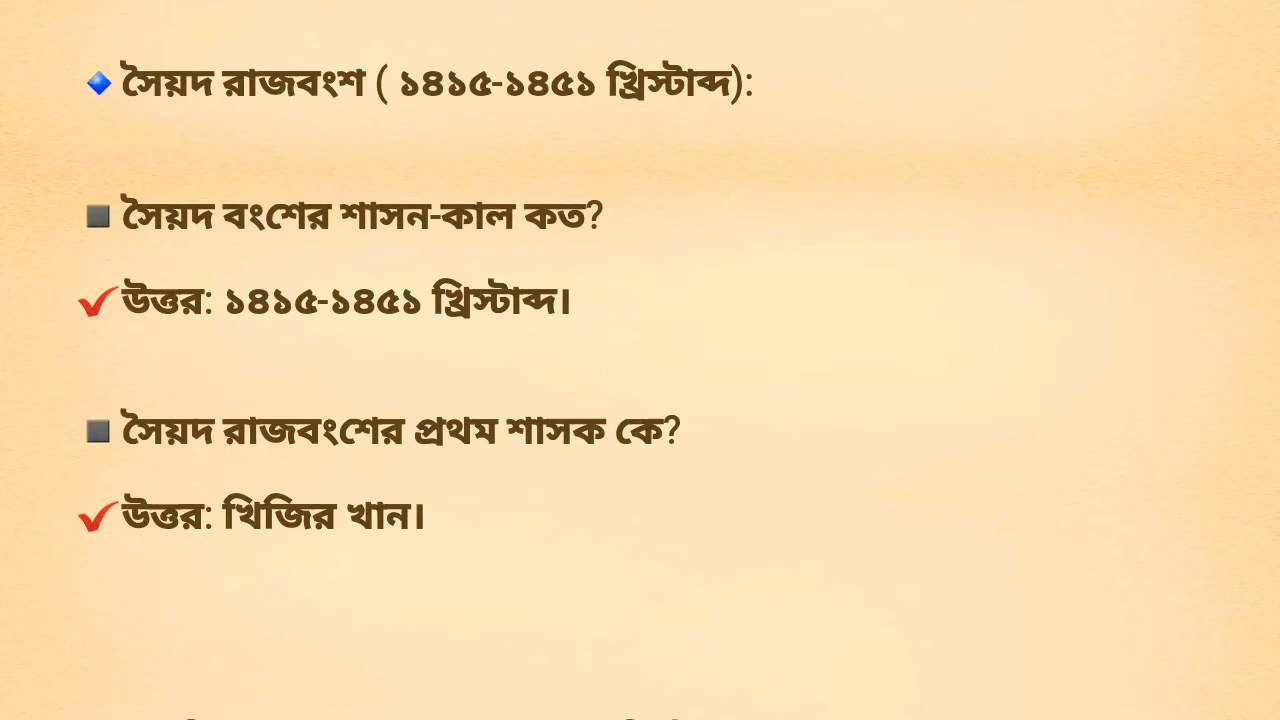 🔹 সৈয়দ রাজবংশ ( ১৪১৫-১৪৫১ খ্রিস্টাব্দ):
◾ সৈয়দ বংশের শাসন-কাল কত?
✔ উত্তর: ১৪১৫-১৪৫১ খ্রিস্টাব্দ।
◾ সৈয়দ রাজবংশের প্রথম শাসক কে?
✔ উত্তর: খিজির খান।